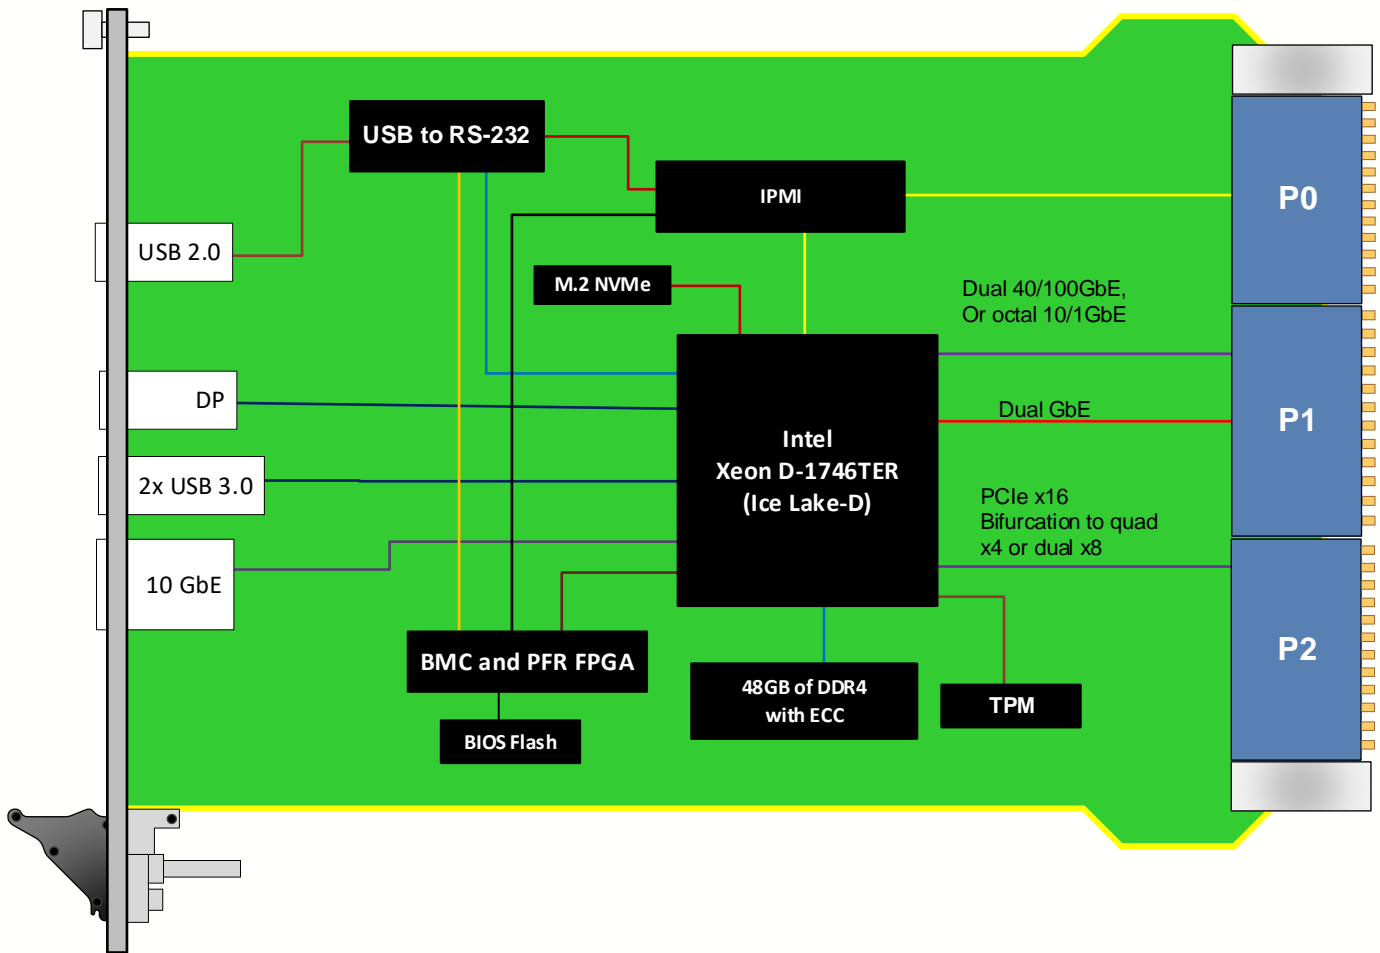 USB to RS-232
IPMI
P0
USB 2.0
M.2 NVMe
Dual 40/100GbE,
Or octal 10/1GbE
DP
Dual GbE
P1
Intel
Xeon D-1746TER
(Ice Lake-D)
2x USB 3.0
PCIe x16
Bifurcation to quad
x4 or dual x8
10 GbE
P2
BMC and PFR FPGA
48GB of DDR4
with ECC
TPM
BIOS Flash